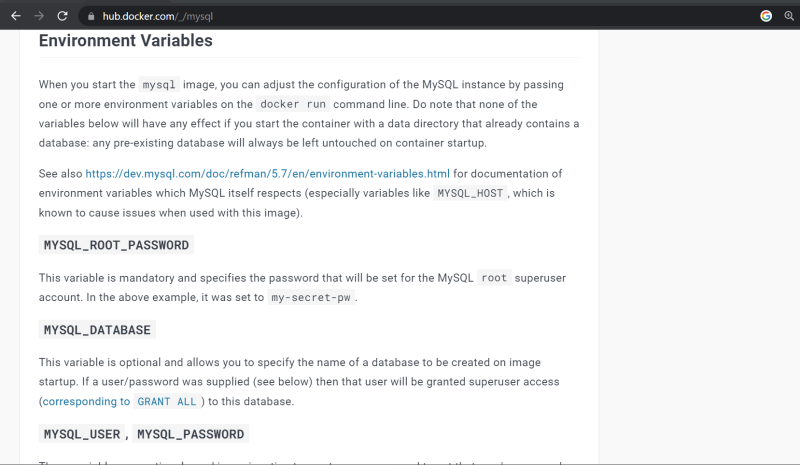 hub.docker.com/_/mysql
Environment Variables
When you start the mysql image, you can adjust the configuration of the MySQL instance by passing
one or more environment variables on the docker run command line. Do note that none of the
variables below will have any effect if you start the container with a data directory that already contains a
database: any pre-existing database will always be left untouched on container startup.
See also https://dev.mysql.com/doc/refman/5.7/en/environment-variables.html for documentation of
environment variables which MySQL itself respects (especially variables like MYSQL_HOST, which is
known to cause issues when used with this image).
MYSQL_ROOT_PASSWORD
This variable is mandatory and specifies the password that will be set for the MySQL root superuser
account. In the above example, it was set to my-secret-pw.
MYSQL_DATABASE
This variable is optional and allows you to specify the name of a database to be created on image
startup. If a user/password was supplied (see below) then that user will be granted superuser access
(corresponding to GRANT ALL) to this database.
MYSQL_USER, MYSQL_PASSWORD